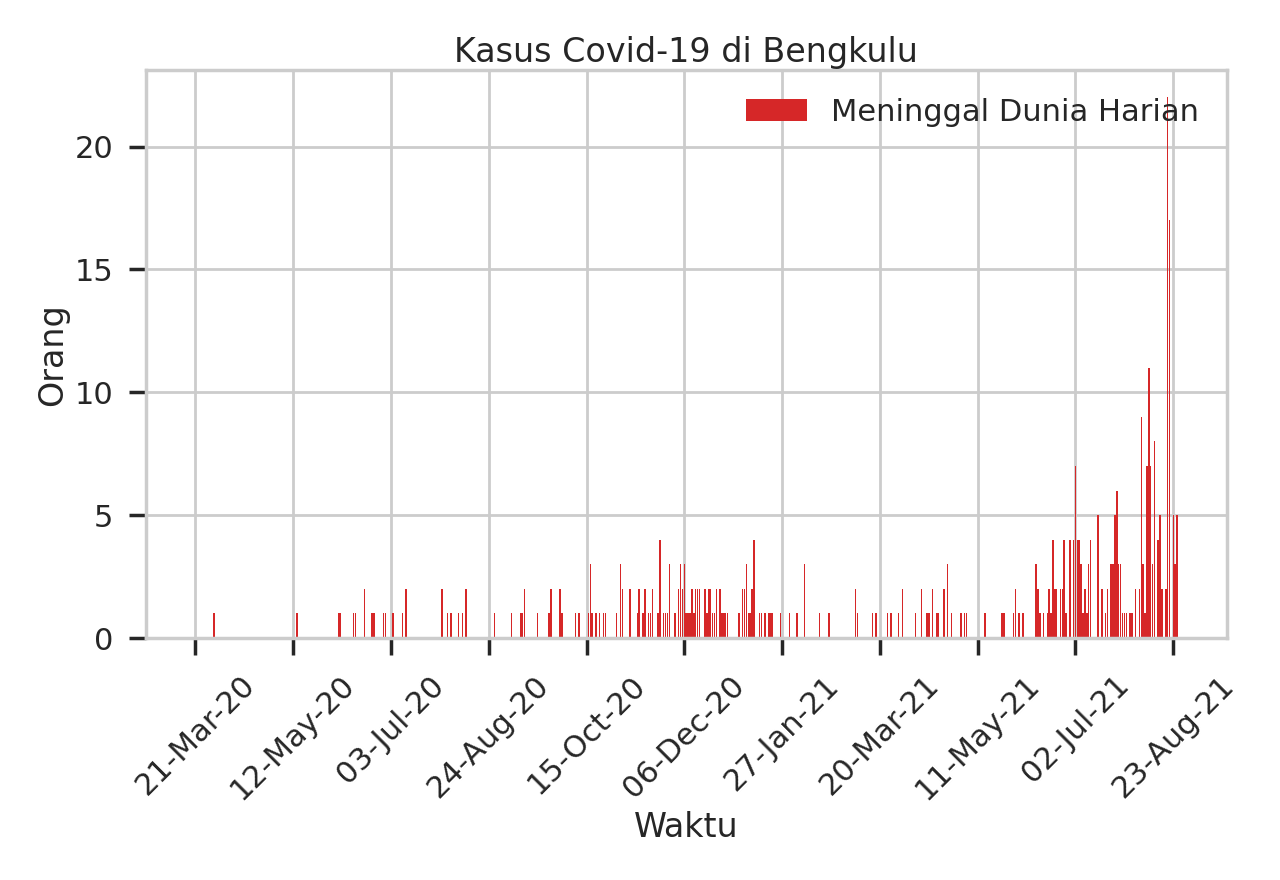 Kasus Covid-19 di Bengkulu
Meninggal Dunia Harian
20
15
10
5
0
Orang
21-Mar-20
12-May-20
03-Jul-20
24-Aug-20
15-Oct-20
06-Dec-20
27-Jan-21
20-Mar-21
11-May-21
02-Jul-21
23-Aug-21
Waktu